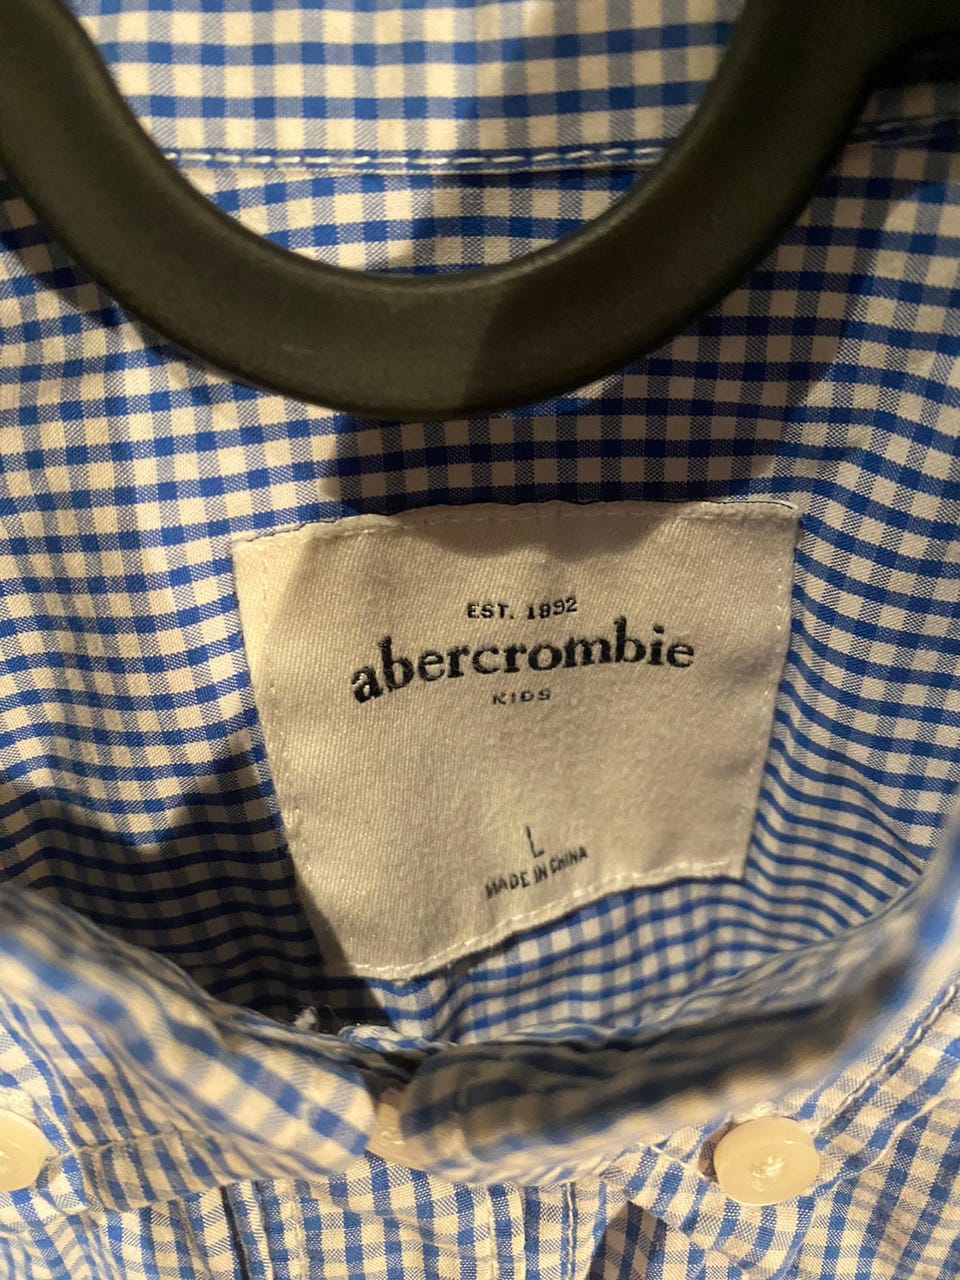 EST. 1892
abercrombie
KIDS
L
MADE IN CHINA